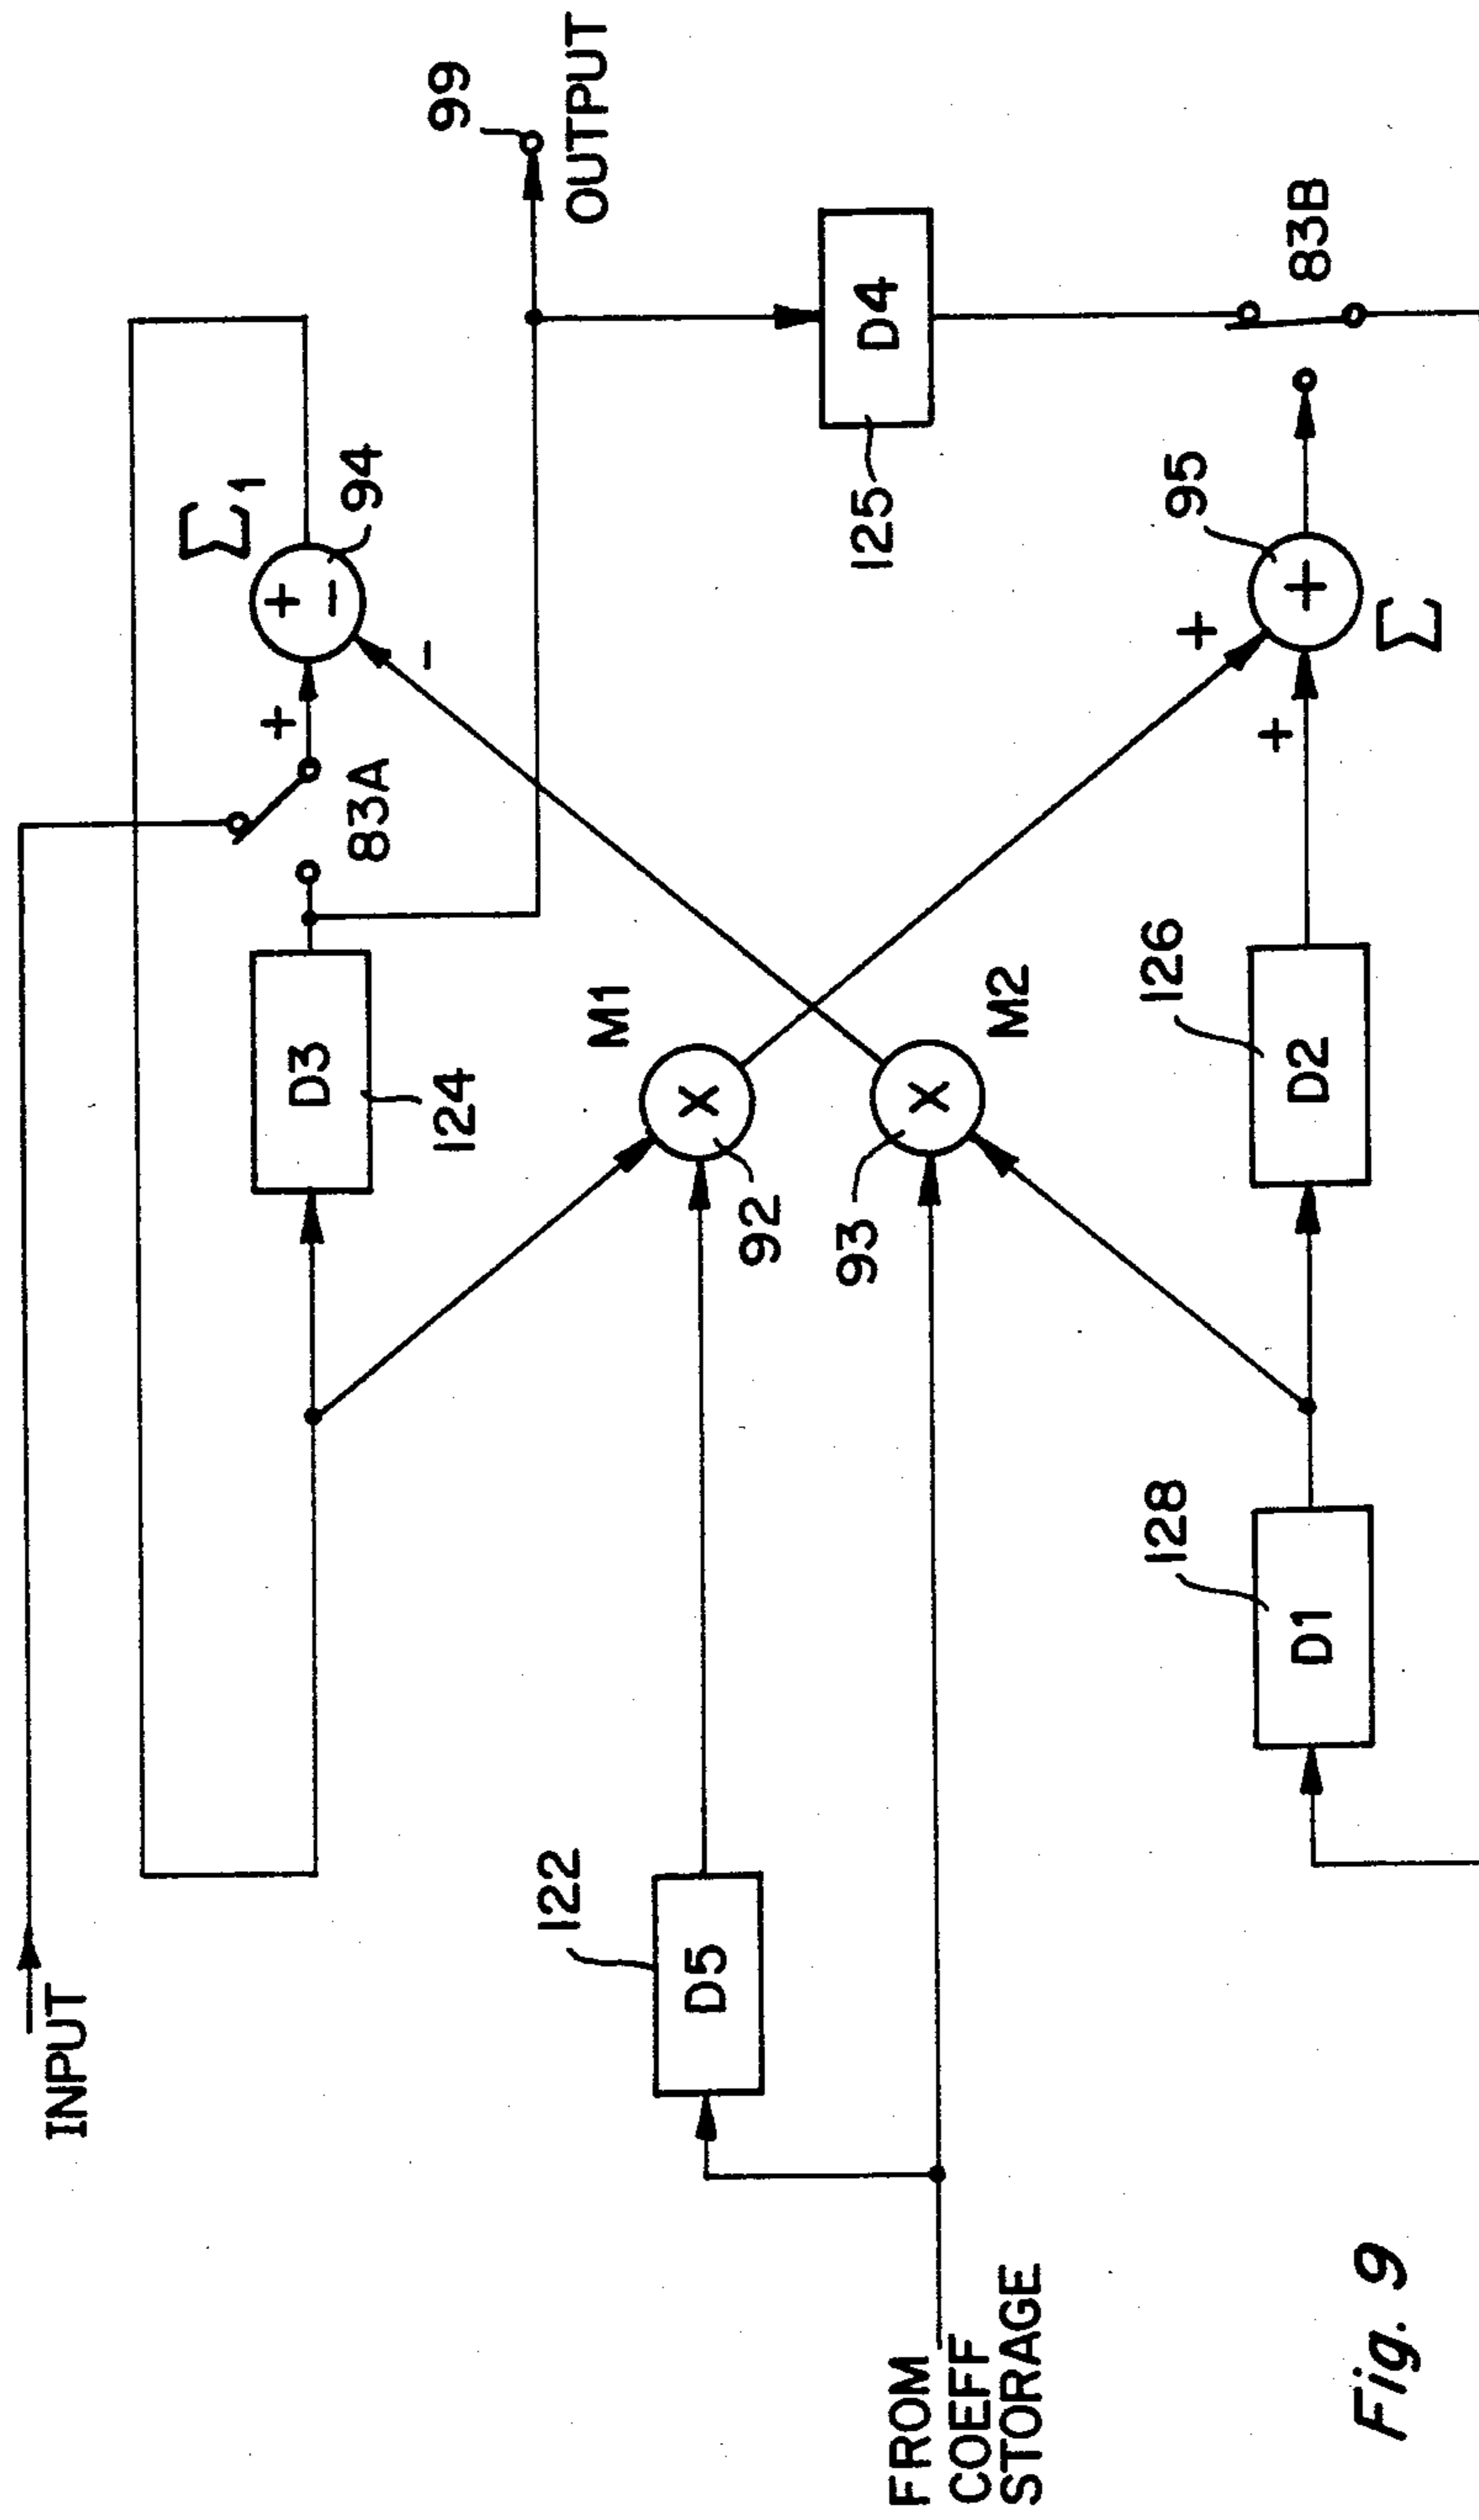 INPUT
Σ1
94
+
−
+
−
83A
99
OUTPUT
D3
124
M1
X
92
D4
125
122
D5
M2
X
93
FROM
COEFF
STORAGE
126
D2
128
D1
95
+
+
+
Σ
83B
Fig. 9